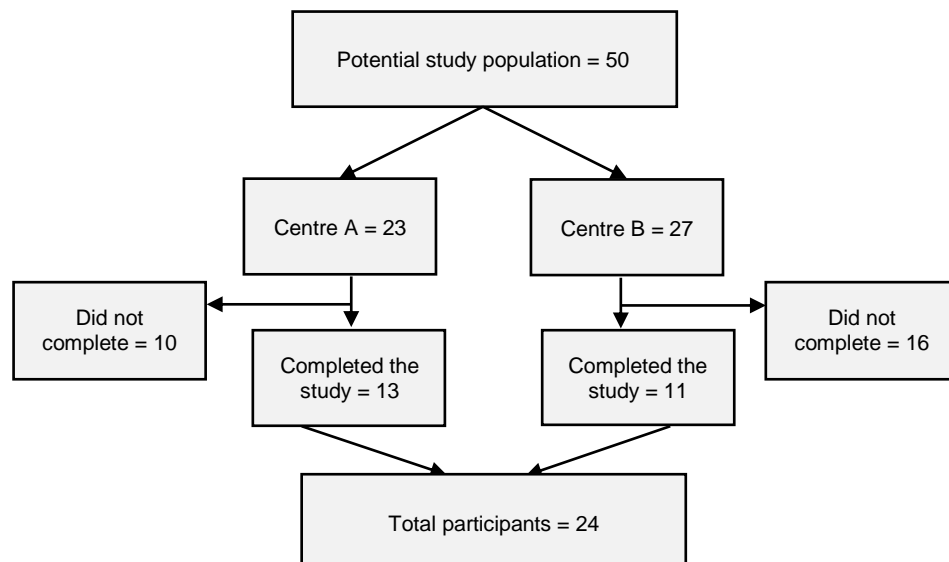 Potential study population = 50
Centre A = 23
Centre B = 27
Did not
complete = 10
Completed the
study = 13
Completed the
study = 11
Did not
complete = 16
Total participants = 24